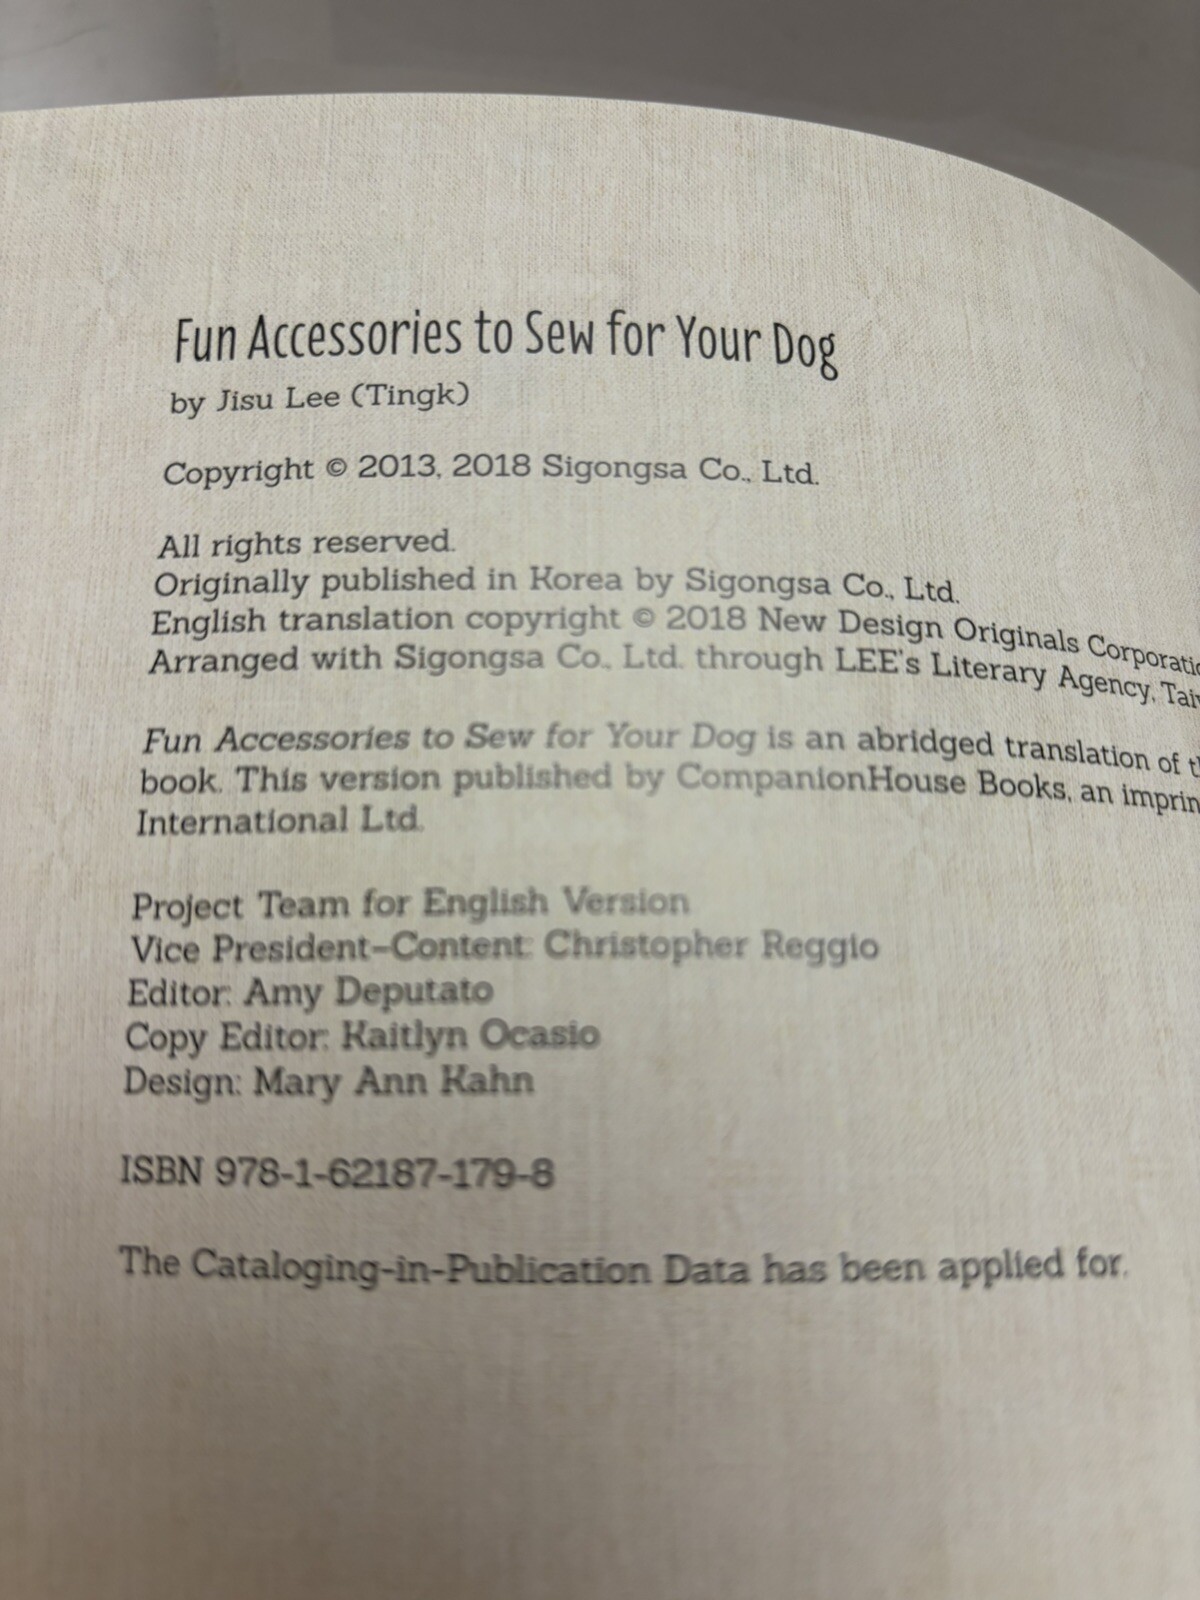 Fun Accessories to Sew for Your Dog
by Jisu Lee (Tingk)
Copyright © 2013, 2018 Sigongsa Co., Ltd.
All rights reserved.
Originally published in Korea by Sigongsa Co., Ltd.
English translation copyright © 2018 New Design Originals
Arranged with Sigongsa Co., Ltd. through LEE's Literary Agency,
Fun Accessories to Sew for Your Dog is an abridged translation of
book. This version published by CompanionHouse Books, an
International Ltd.
Project Team for English Version
Vice President–Content: Christopher Reggio
Editor: Amy Deputato
Copy Editor: Kaitlyn Ocasio
Design: Mary Ann Kahn
ISBN 978-1-62187-179-8
The Cataloging-in-Publication Data has been applied for.